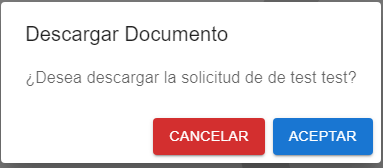 Descargar Documento
¿Desea descargar la solicitud de de test test?
CANCELAR ACEPTAR